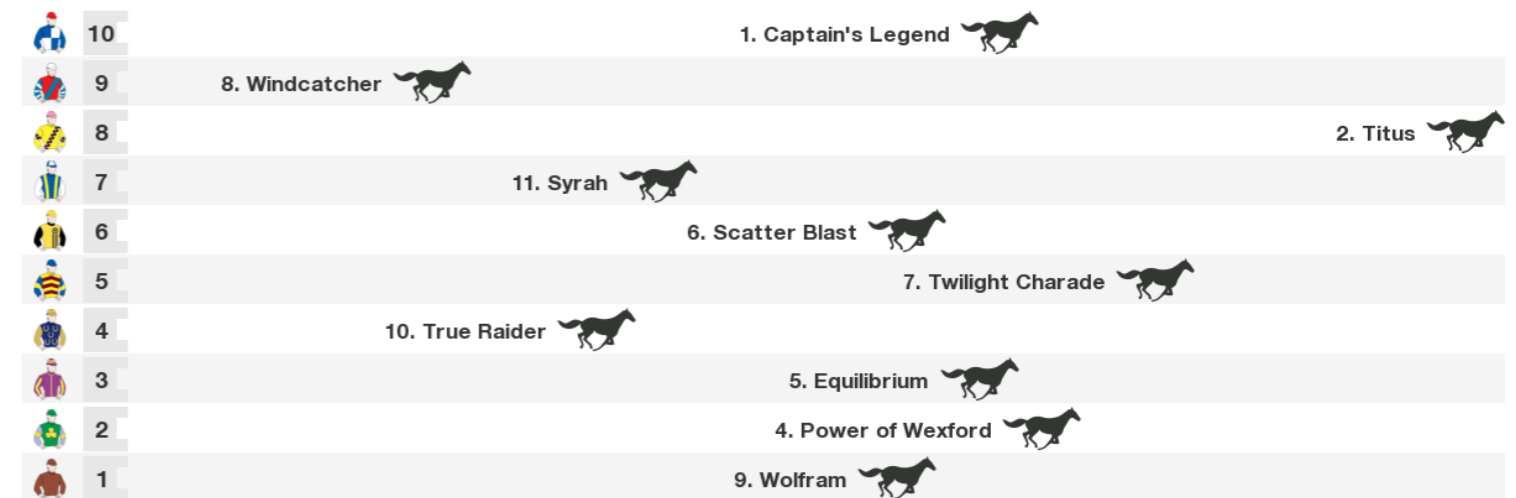 10 1. Captain's Legend
9 8. Windcatcher
8 2. Titus
7 11. Syrah
6 6. Scatter Blast
5 7. Twilight Charade
4 10. True Raider
3 5. Equilibrium
2 4. Power of Wexford
1 9. Wolfram